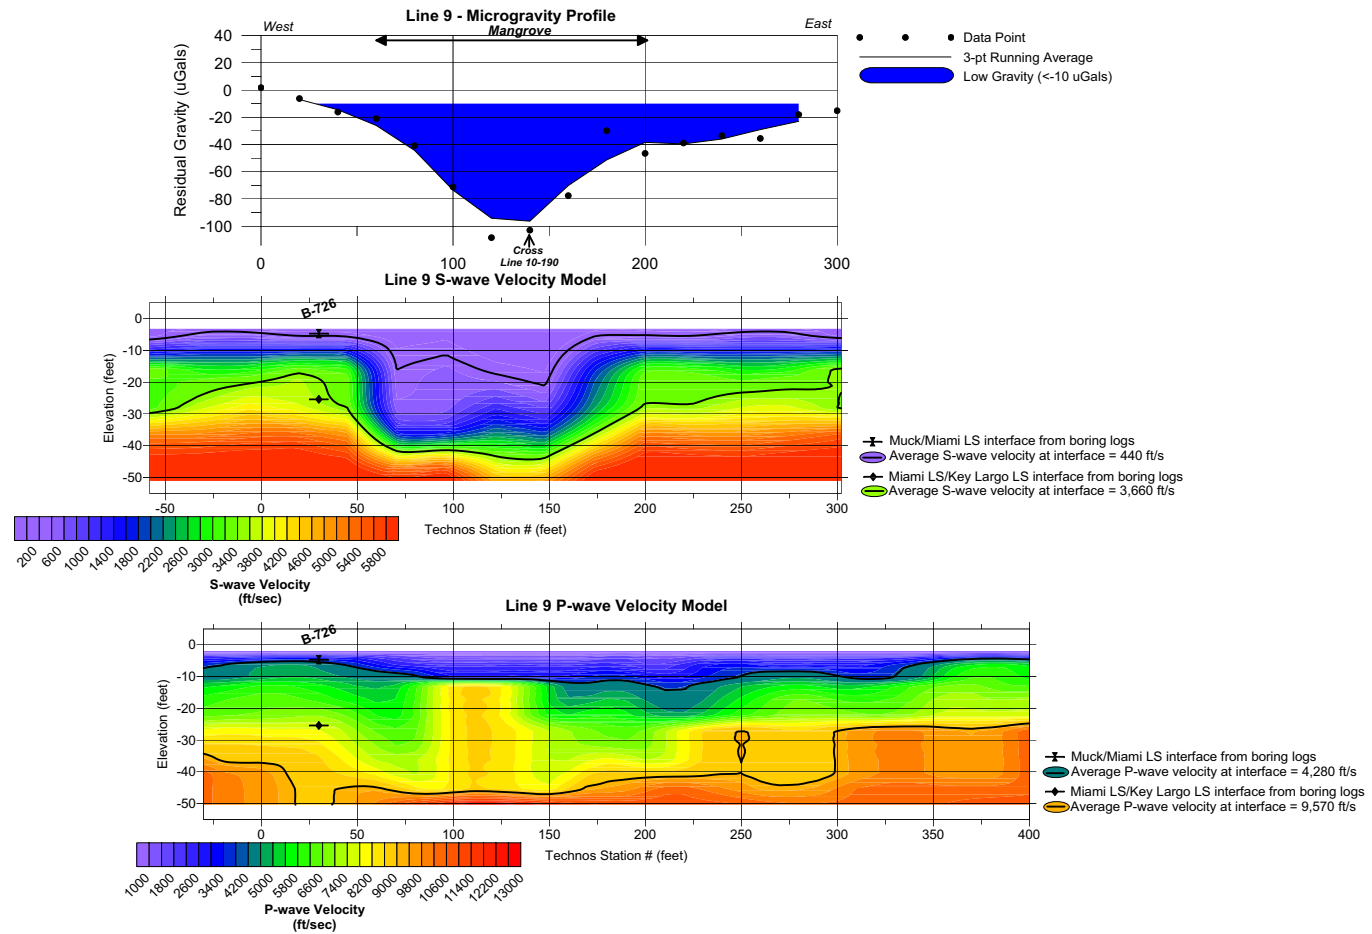 Line 9 - Microgravity Profile
West
East
Mangrove
40
20
0
-20
-40
-60
-80
-100
Residual Gravity (uGals)
Data Point
3-pt Running Average
Low Gravity (<-10 uGals)
Cross
Line 10-190
0 100 200 300
Line 9 S-wave Velocity Model
B-726
0
-10
-20
-30
-40
-50
Elevation (feet)
Muck/Miami LS interface from boring logs
Average S-wave velocity at interface = 440 ft/s
Miami LS/Key Largo LS interface from boring logs
Average S-wave velocity at interface = 3,660 ft/s
-50 0 50 100 150 200 250 300
Technos Station # (feet)
200 600 1000 1400 1800 2200 2600 3000 3400 3800 4200 4600 5000 5400 5800
S-wave Velocity
(ft/sec)
Line 9 P-wave Velocity Model
B-726
0
-10
-20
-30
-40
-50
Elevation (feet)
Muck/Miami LS interface from boring logs
Average P-wave velocity at interface = 4,280 ft/s
Miami LS/Key Largo LS interface from boring logs
Average P-wave velocity at interface = 9,570 ft/s
0 50 100 150 200 250 300 350 400
Technos Station # (feet)
1000 1800 2600 3400 4200 5000 5800 6600 7400 8200 9000 9800 10600 11400 12200 13000
P-wave Velocity
(ft/sec)